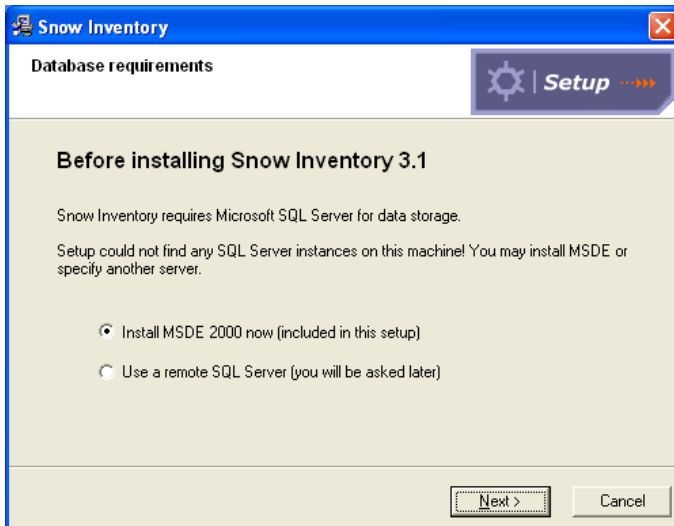 Snow Inventory
Database requirements
Setup
Before installing Snow Inventory 3.1
Snow Inventory requires Microsoft SQL Server for data storage.
Setup could not find any SQL Server instances on this machine! You may install MSDE or
specify another server.
Install MSDE 2000 now (included in this setup)
Use a remote SQL Server (you will be asked later)
Next >
Cancel